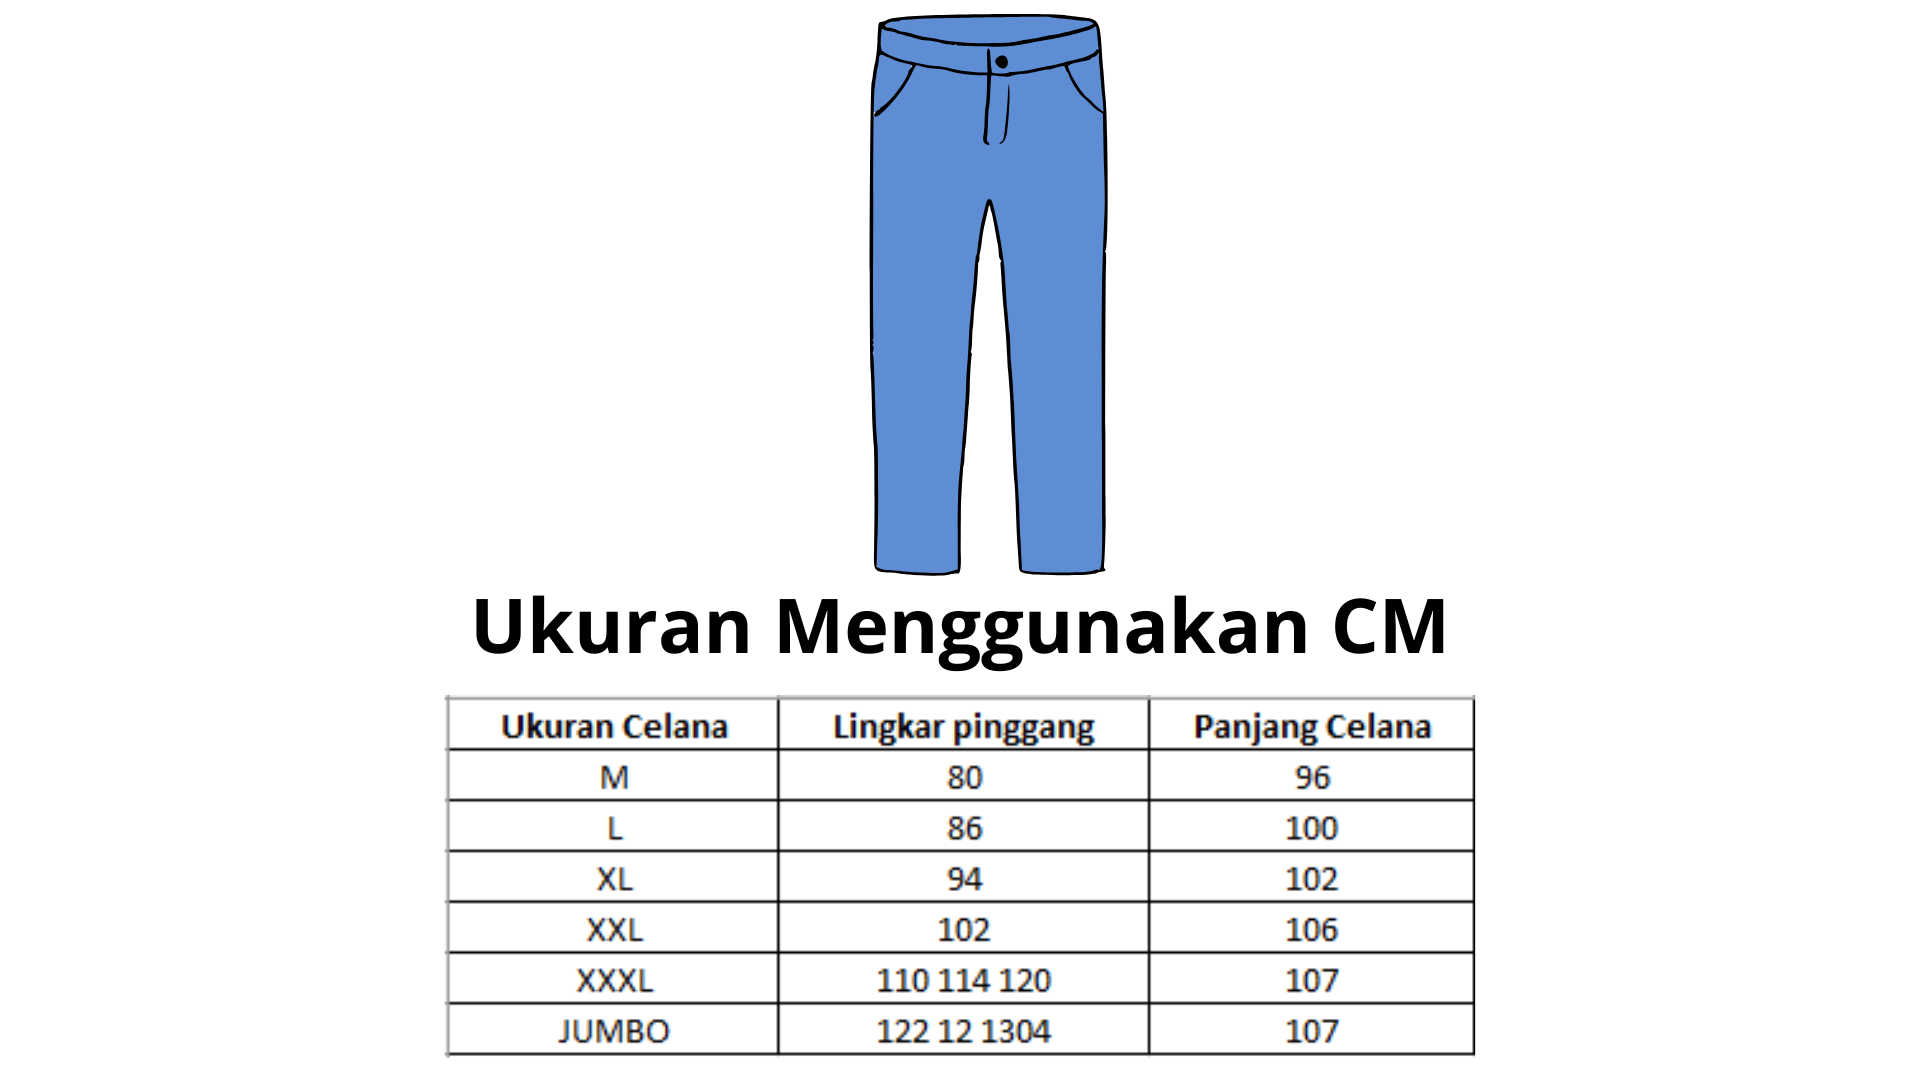 Ukuran Menggunakan CM
Ukuran Celana Lingkar pinggang Panjang Celana
M 80 96
L 86 100
XL 94 102
XXL 102 106
XXXL 110 114 120 107
JUMBO 122 12 1304 107